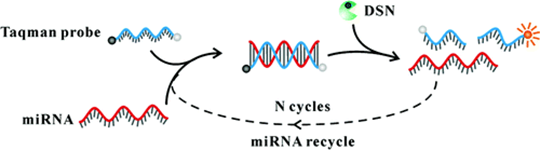 Taqman probe
DSN
miRNA
N cycles
miRNA recycle